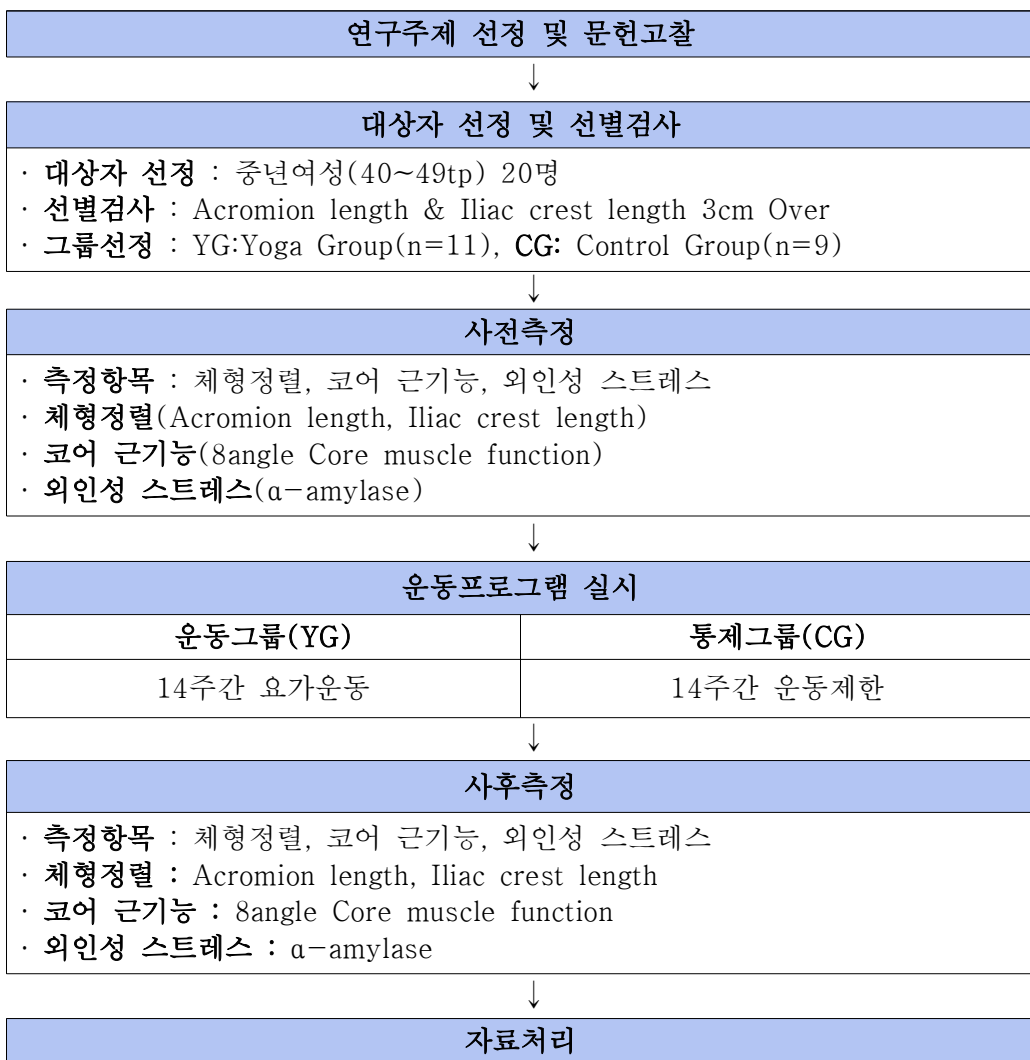 연구주제 선정 및 문헌고찰
↓
대상자 선정 및 선별검사
· 대상자 선정 : 중년여성(40~49tp) 20명
· 선별검사 : Acromion length & Iliac crest length 3cm Over
· 그룹선정 : YG:Yoga Group(n=11), CG: Control Group(n=9)
↓
사전측정
· 측정항목 : 체형정렬, 코어 근기능, 외인성 스트레스
· 체형정렬(Acromion length, Iliac crest length)
· 코어 근기능(8angle Core muscle function)
· 외인성 스트레스(α-amylase)
↓
운동프로그램 실시
운동그룹(YG) 통제그룹(CG)
14주간 요가운동 14주간 운동제한
↓
사후측정
· 측정항목 : 체형정렬, 코어 근기능, 외인성 스트레스
· 체형정렬 : Acromion length, Iliac crest length
· 코어 근기능 : 8angle Core muscle function
· 외인성 스트레스 : α-amylase
↓
자료처리